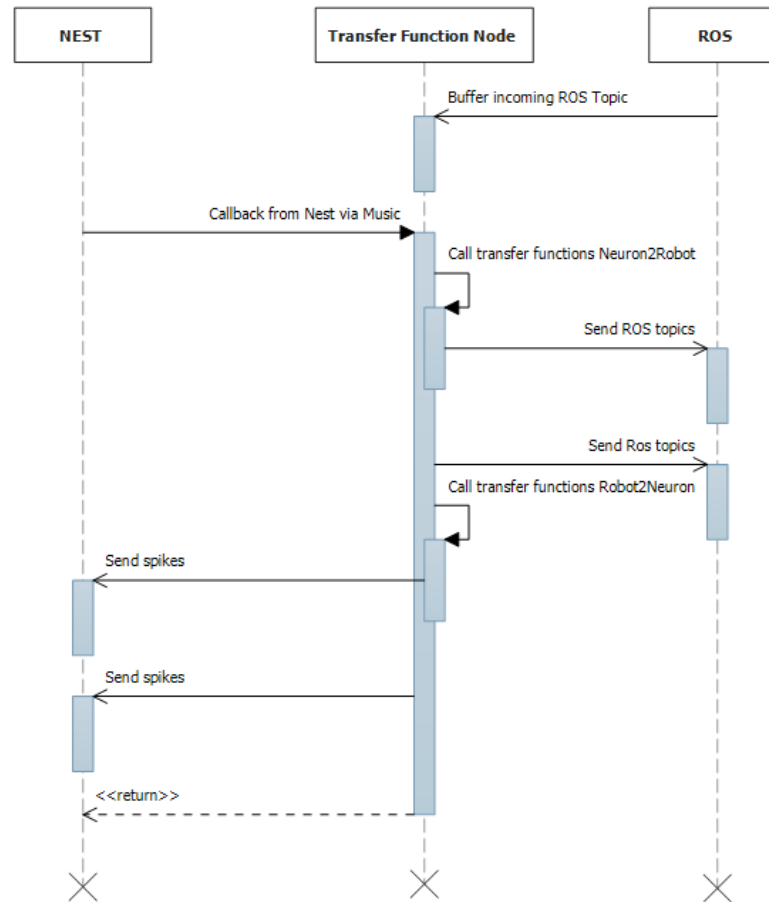 NEST
Transfer Function Node
ROS
Buffer incoming ROS Topic
Callback from Nest via Music
Call transfer functions Neuron2Robot
Send ROS topics
Send Ros topics
Call transfer functions Robot2Neuron
Send spikes
Send spikes
<<return>>